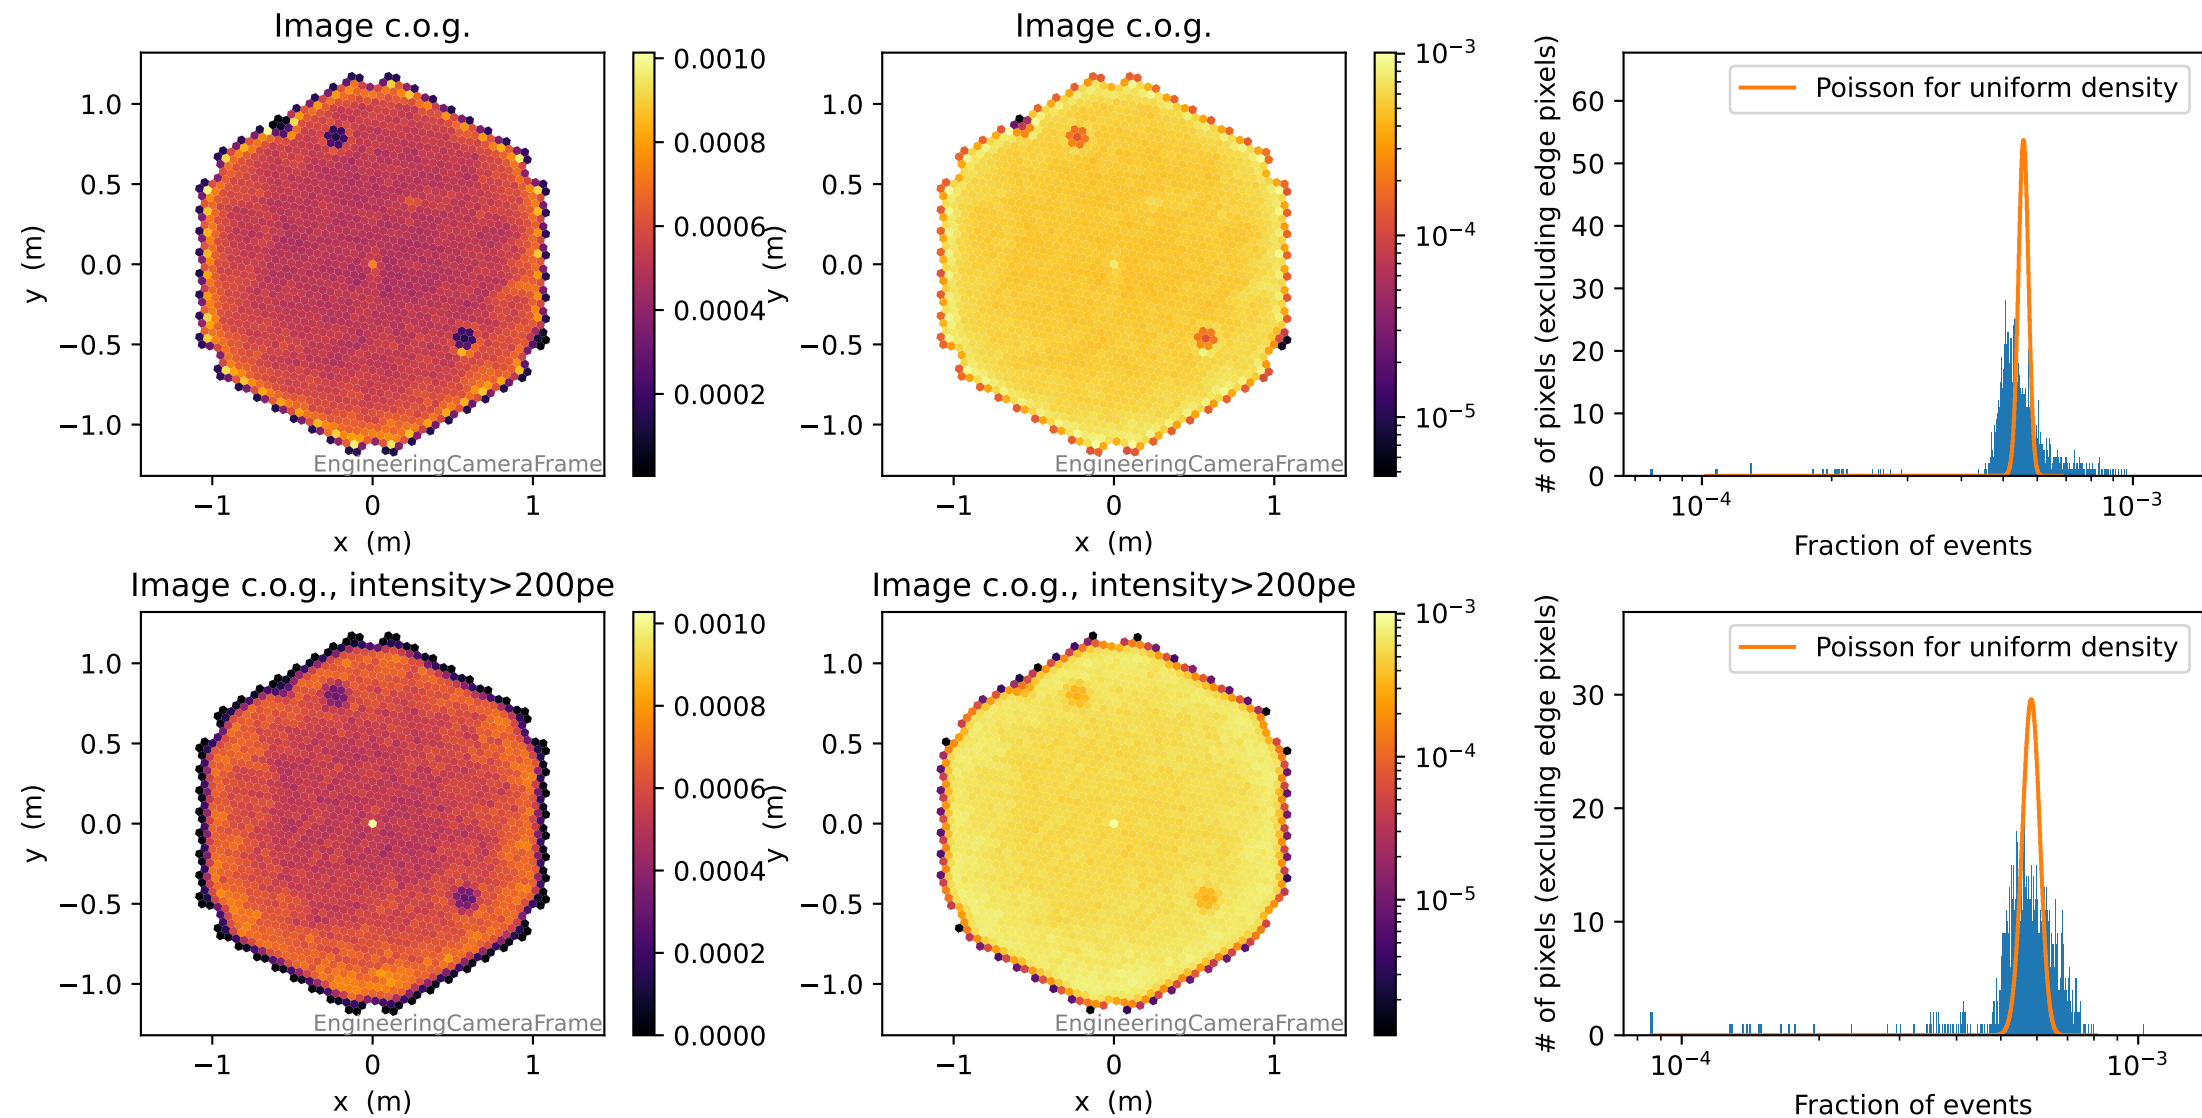 Image c.o.g.
y (m)
1.0
0.5
0.0
−0.5
−1.0
−1 0 1
x (m)
EngineeringCameraFrame
0.0010
0.0008
0.0006
0.0004
0.0002
Image c.o.g.
y (m)
1.0
0.5
0.0
−0.5
−1.0
−1 0 1
x (m)
EngineeringCameraFrame
10⁻³
10⁻⁴
10⁻⁵
# of pixels (excluding edge pixels)
60
50
40
30
20
10
0
Poisson for uniform density
10⁻⁴ 10⁻³
Fraction of events
Image c.o.g., intensity>200pe
y (m)
1.0
0.5
0.0
−0.5
−1.0
−1 0 1
x (m)
EngineeringCameraFrame
0.0010
0.0008
0.0006
0.0004
0.0002
0.0000
Image c.o.g., intensity>200pe
y (m)
1.0
0.5
0.0
−0.5
−1.0
−1 0 1
x (m)
EngineeringCameraFrame
10⁻³
10⁻⁴
10⁻⁵
# of pixels (excluding edge pixels)
30
20
10
0
Poisson for uniform density
10⁻⁴ 10⁻³
Fraction of events